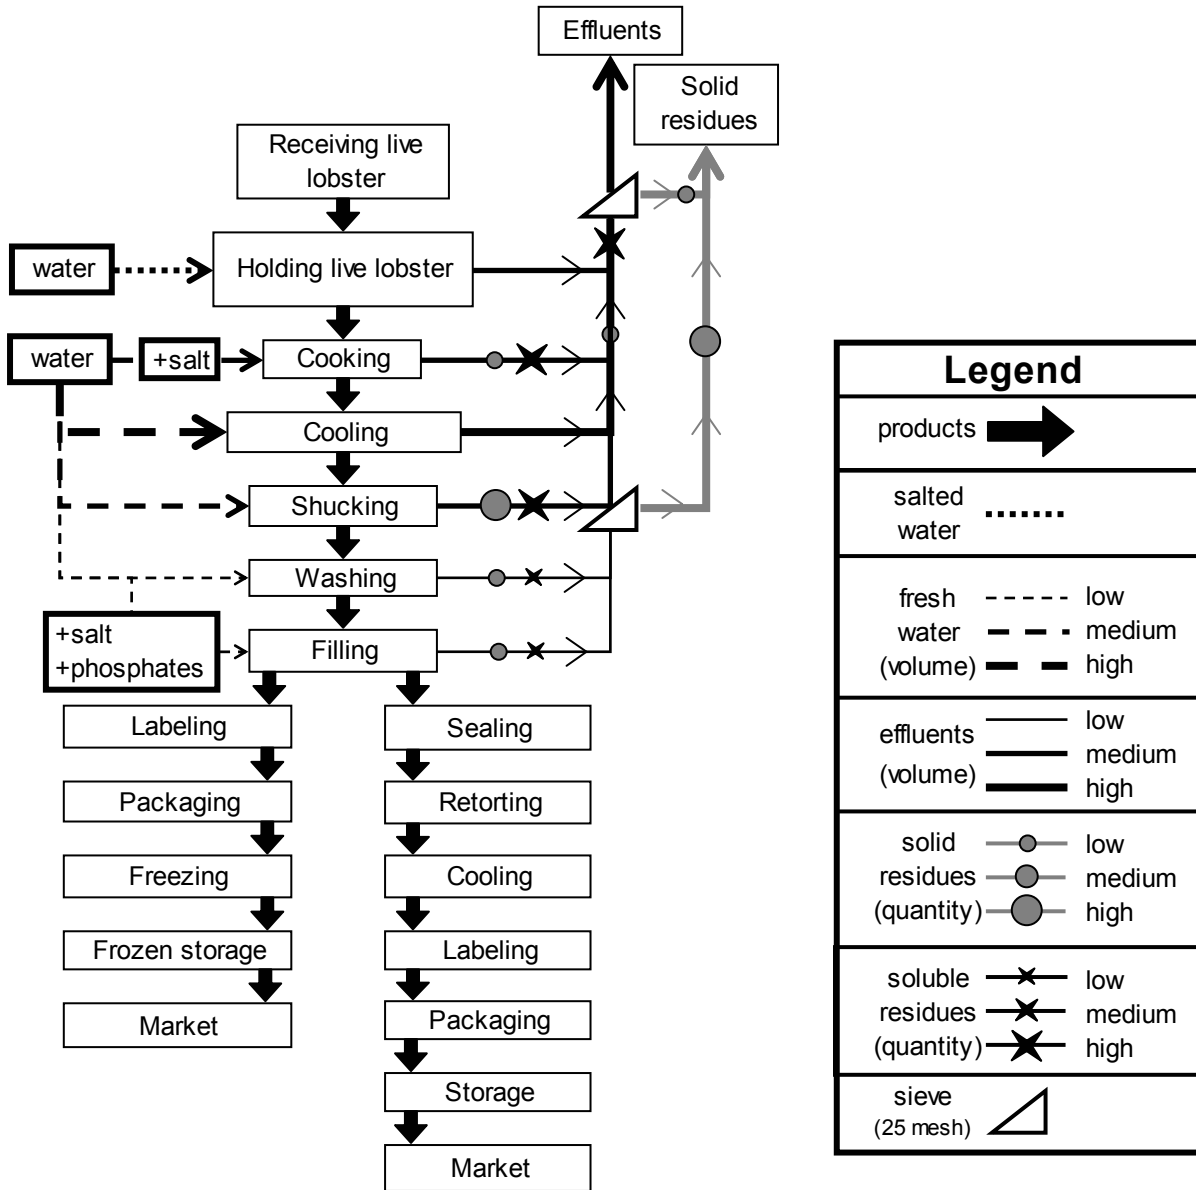 Effluents
Solid
residues
Receiving live
lobster
water
Holding live lobster
water
+salt
Cooking
Cooling
Shucking
Washing
+salt
+phosphates
Filling
Labeling
Sealing
Packaging
Retorting
Freezing
Cooling
Frozen storage
Labeling
Market
Packaging
Storage
Market
Legend
products
salted
water
fresh
water
(volume)
low
medium
high
effluents
(volume)
low
medium
high
solid
residues
(quantity)
low
medium
high
soluble
residues
(quantity)
low
medium
high
sieve
(25 mesh)